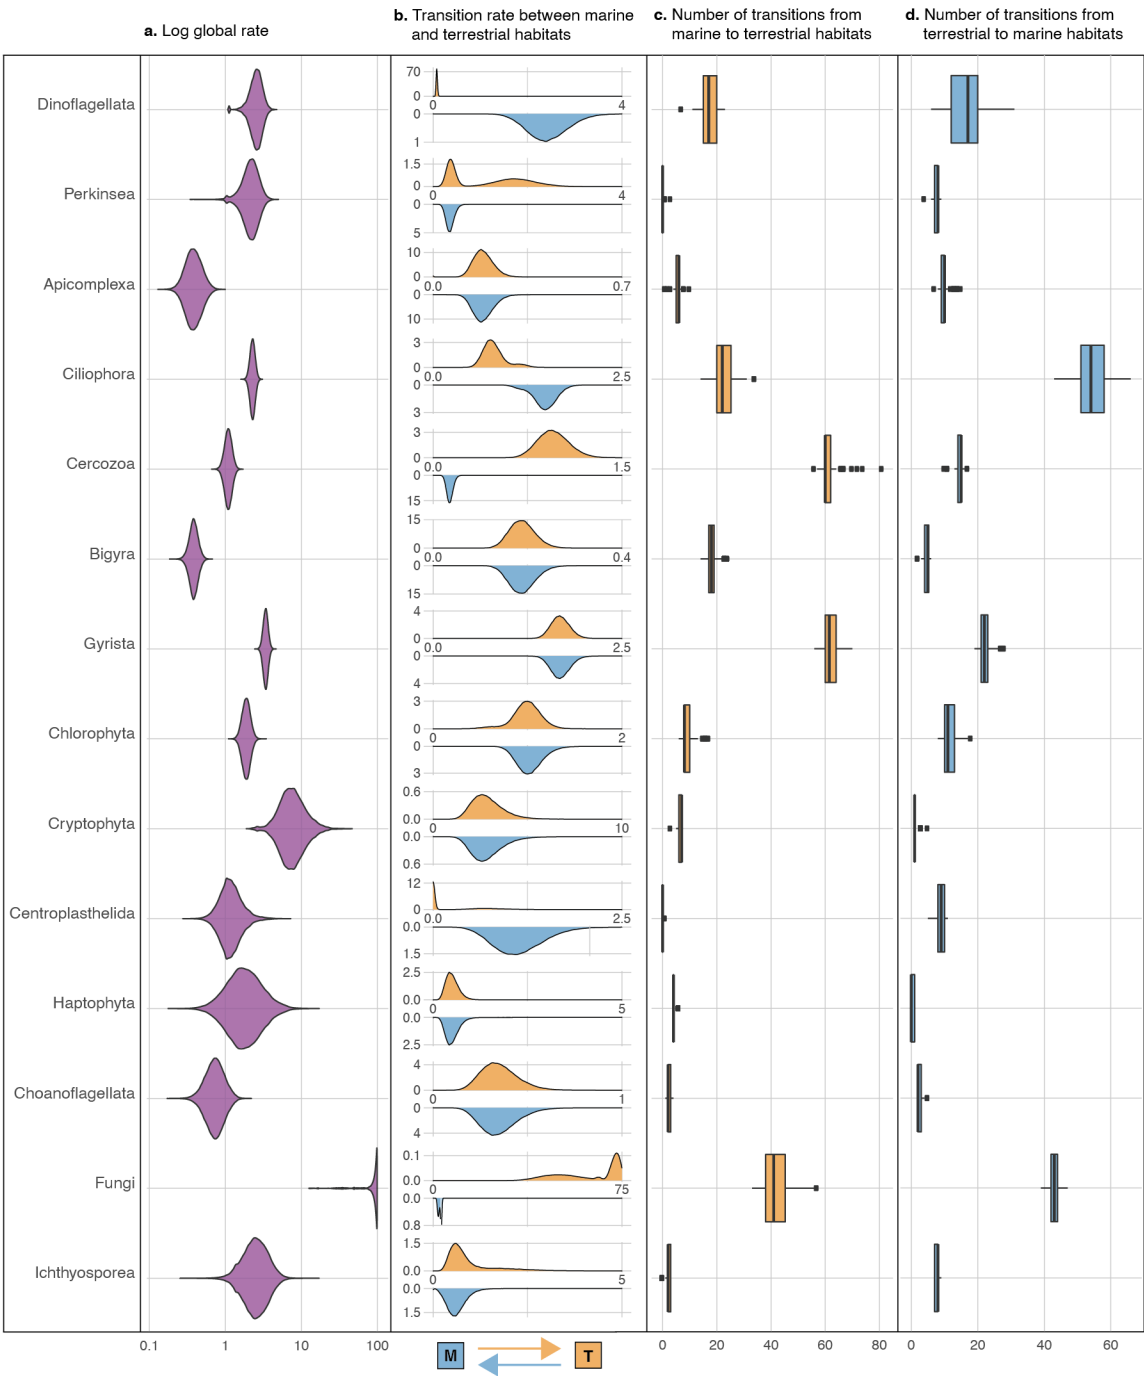 a. Log global rate
b. Transition rate between marine
and terrestrial habitats
c. Number of transitions from
marine to terrestrial habitats
d. Number of transitions from
terrestrial to marine habitats
Dinoflagellata
70
0
0 4
0
1
Perkinsea
1.5
0
0 4
0
5
Apicomplexa
10
0
0.0 0.7
0
10
Ciliophora
3
0
0.0 2.5
0
3
Cercozoa
3
0
0.0 1.5
0
15
Bigyra
15
0
0.0 0.4
0
15
Gyrista
4
0
0.0 2.5
0
4
Chlorophyta
3
0
0 2
0
3
Cryptophyta
0.6
0.0
0 10
0.0
0.6
Centroplasthelida
12
0
0.0 2.5
0.0
1.5
Haptophyta
2.5
0.0
0 5
0.0
2.5
Choanoflagellata
4
0
0 1
0
4
Fungi
0.1
0.0
0 75
0.0
0.8
Ichthyosporea
1.5
0.0
0 5
0.0
1.5
0.1 1 10 100
M T
0 20 40 60 80
0 20 40 60